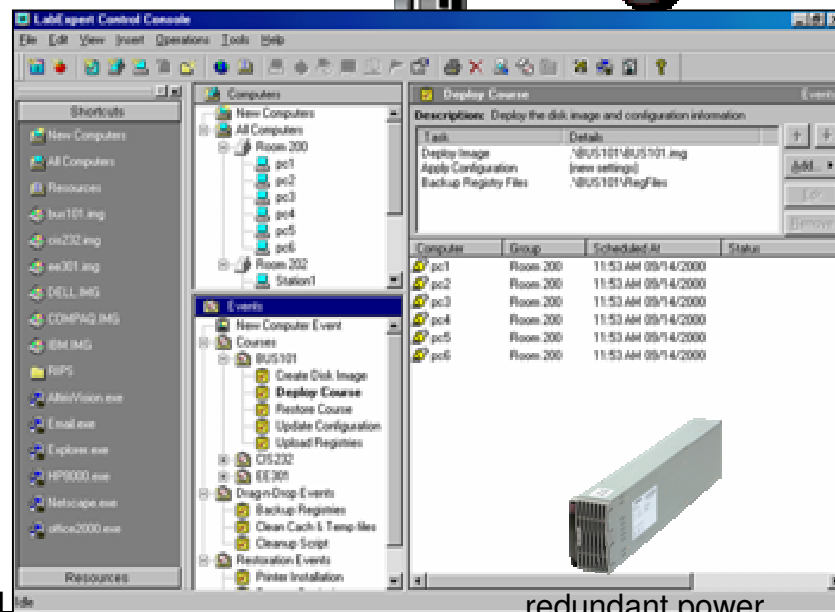 LabExpert Control Console
File Edit View Insert Operations Tools Help
Shortcuts
New Computers
All Computers
Resources
bus101.img
cis232.img
ee301.img
DELL.IMG
COMPAQ.IMG
IBM.IMG
RIPS
AltirisVision.exe
Email.exe
Explorer.exe
HP8000.exe
Netscape.exe
office2000.exe
Resources
Computers
New Computers
All Computers
Room 200
pc1
pc2
pc3
pc4
pc5
pc6
Room 202
Station1
Events
New Computer Event
Courses
BUS101
Create Disk Image
Deploy Course
Restore Course
Update Configuration
Upload Registries
CIS232
EE301
Drag-n-Drop Events
Backup Registries
Clean Cach & Temp files
Cleanup Script
Restoration Events
Printer Installation
Deploy Course Events
Description: Deploy the disk image and configuration information
Task Details
Deploy Image .\BUS101\BUS101.img
Apply Configuration (new settings)
Backup Registry Files .\BUS101\RegFiles
Add...
Edit
Remove
Computer Group Scheduled At Status
pc1 Room 200 11:53 AM 09/14/2000
pc2 Room 200 11:53 AM 09/14/2000
pc3 Room 200 11:53 AM 09/14/2000
pc4 Room 200 11:53 AM 09/14/2000
pc5 Room 200 11:53 AM 09/14/2000
pc6 Room 200 11:53 AM 09/14/2000
Idle
redundant power